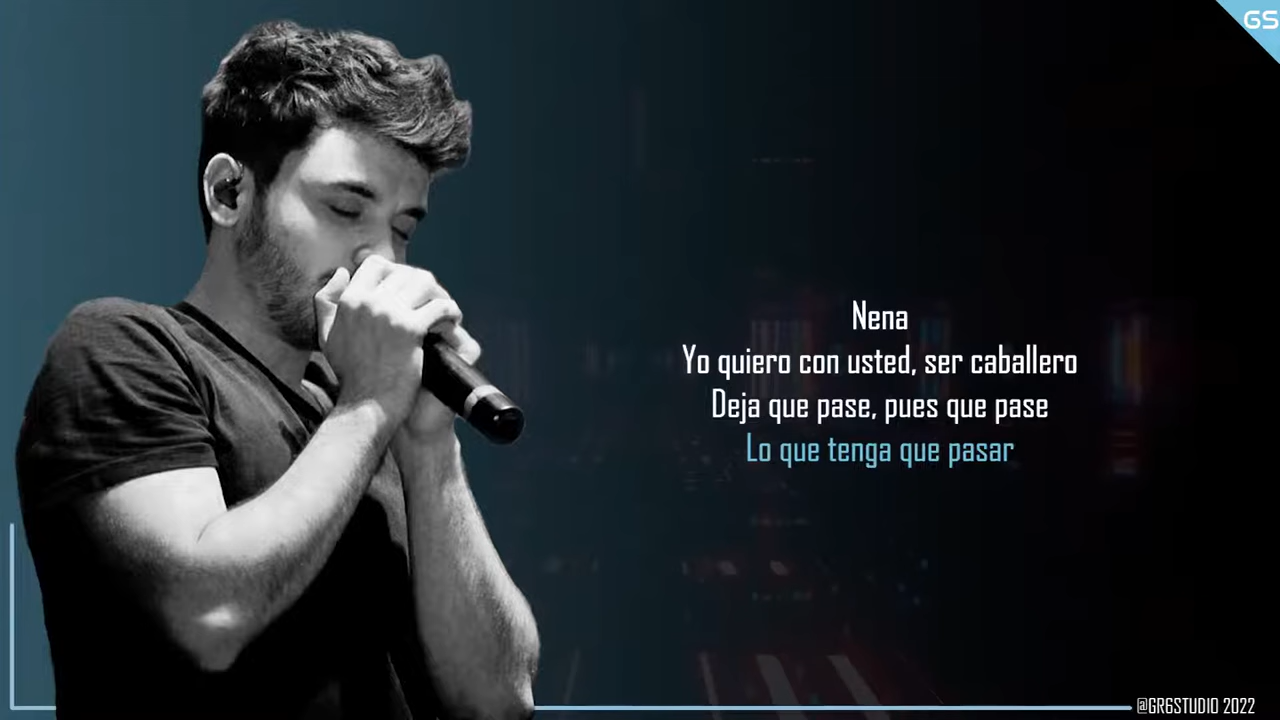 GS
Nena
Yo quiero con usted, ser caballero
Deja que pase, pues que pase
Lo que tenga que pasar
@GR6STUDIO 2022